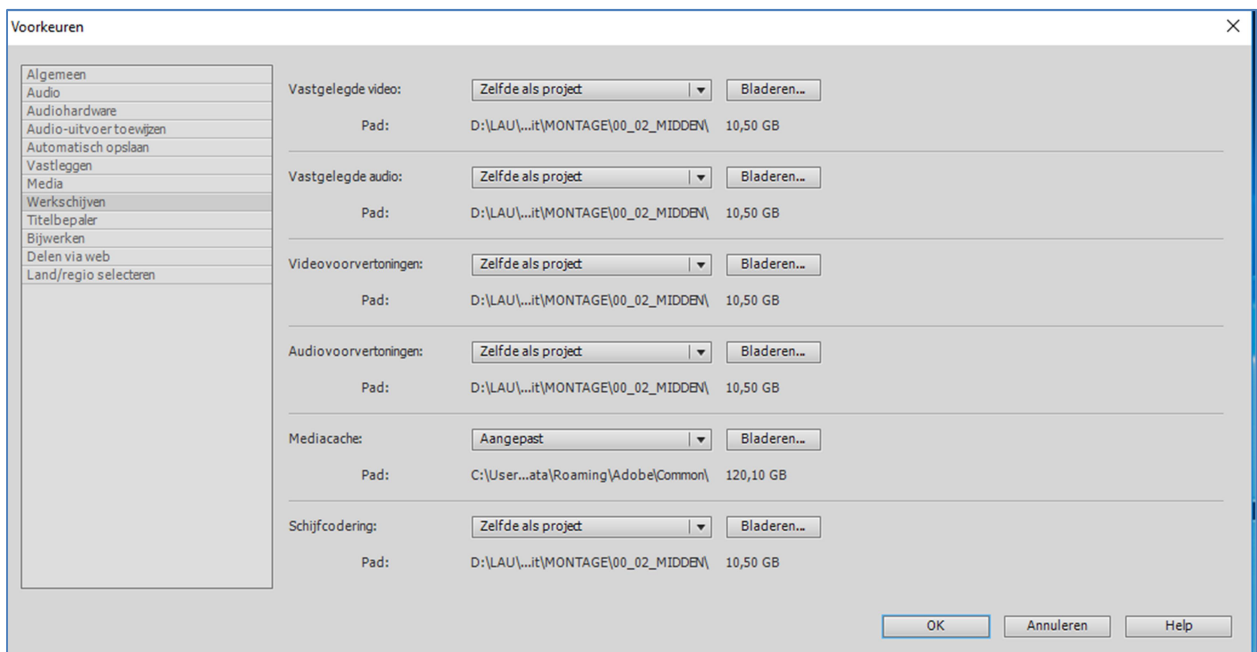 Voorkeuren
Algemeen
Audio
Audiohardware
Audio-uitvoer toewijzen
Automatisch opslaan
Vastleggen
Media
Werkschijven
Titelbepaler
Bijwerken
Delen via web
Land/regio selecteren
Vastgelegde video: Zelfde als project Bladeren...
Pad: D:\LAU\...it\MONTAGE\00_02_MIDDEN\ 10,50 GB
Vastgelegde audio: Zelfde als project Bladeren...
Pad: D:\LAU\...it\MONTAGE\00_02_MIDDEN\ 10,50 GB
Videovoorvertoningen: Zelfde als project Bladeren...
Pad: D:\LAU\...it\MONTAGE\00_02_MIDDEN\ 10,50 GB
Audiovoorvertoningen: Zelfde als project Bladeren...
Pad: D:\LAU\...it\MONTAGE\00_02_MIDDEN\ 10,50 GB
Mediacache: Aangepast Bladeren...
Pad: C:\User...ata\Roaming\Adobe\Common\ 120,10 GB
Schijfcodering: Zelfde als project Bladeren...
Pad: D:\LAU\...it\MONTAGE\00_02_MIDDEN\ 10,50 GB
OK Annuleren Help